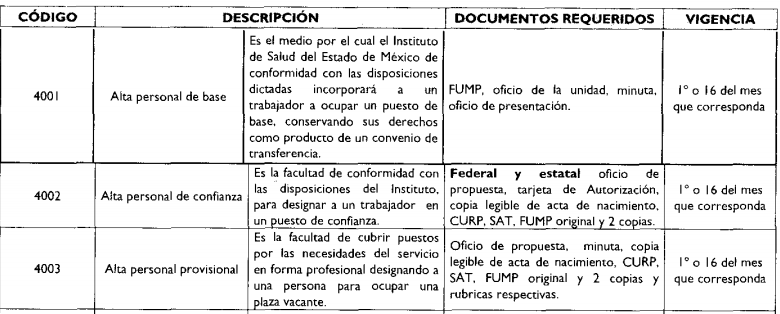 CÓDIGO DESCRIPCIÓN DOCUMENTOS REQUERIDOS VIGENCIA
4001
Alta personal de base
Es el medio por el cual el Instituto
de Salud del Estado de México de
conformidad con las disposiciones
dictadas incorporará a un
trabajador a ocupar un puesto de
base, conservando sus derechos
como producto de un convenio de
transferencia.
FUMP, oficio de la unidad, minuta,
oficio de presentación.
1° o 16 del mes
que corresponda
4002
Alta personal de confianza
Es la facultad de conformidad con
las disposiciones del Instituto,
para designar a un trabajador en
un puesto de confianza.
Federal y estatal oficio de
propuesta, tarjeta de Autorización,
copia legible de acta de nacimiento,
CURP, SAT, FUMP original y 2 copias.
1° o 16 del mes
que corresponda
4003
Alta personal provisional
Es la facultad de cubrir puestos
por las necesidades del servicio
en forma profesional designando a
una persona para ocupar una
plaza vacante.
Oficio de propuesta, minuta, copia
legible de acta de nacimiento, CURP,
SAT, FUMP original y 2 copias y
rubricas respectivas.
1° o 16 del mes
que corresponda